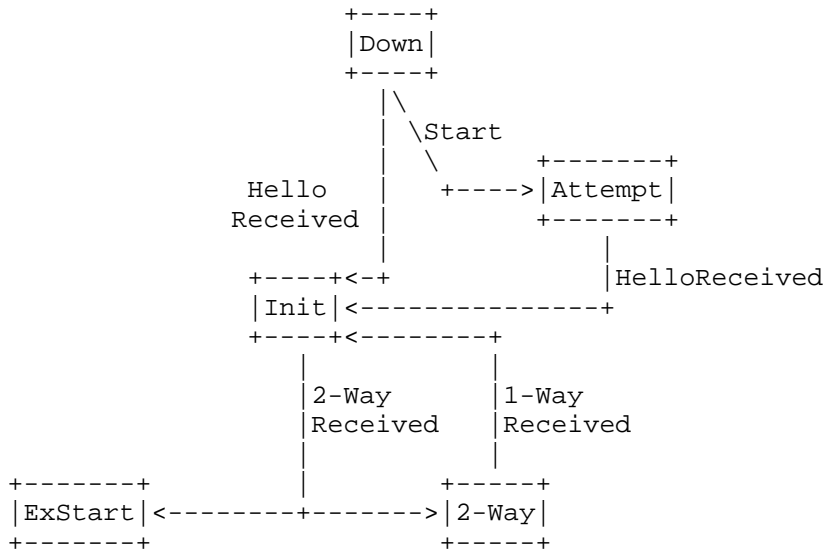 Down
Start
Attempt
Hello
Received
HelloReceived
Init
2-Way
Received
1-Way
Received
ExStart
2-Way